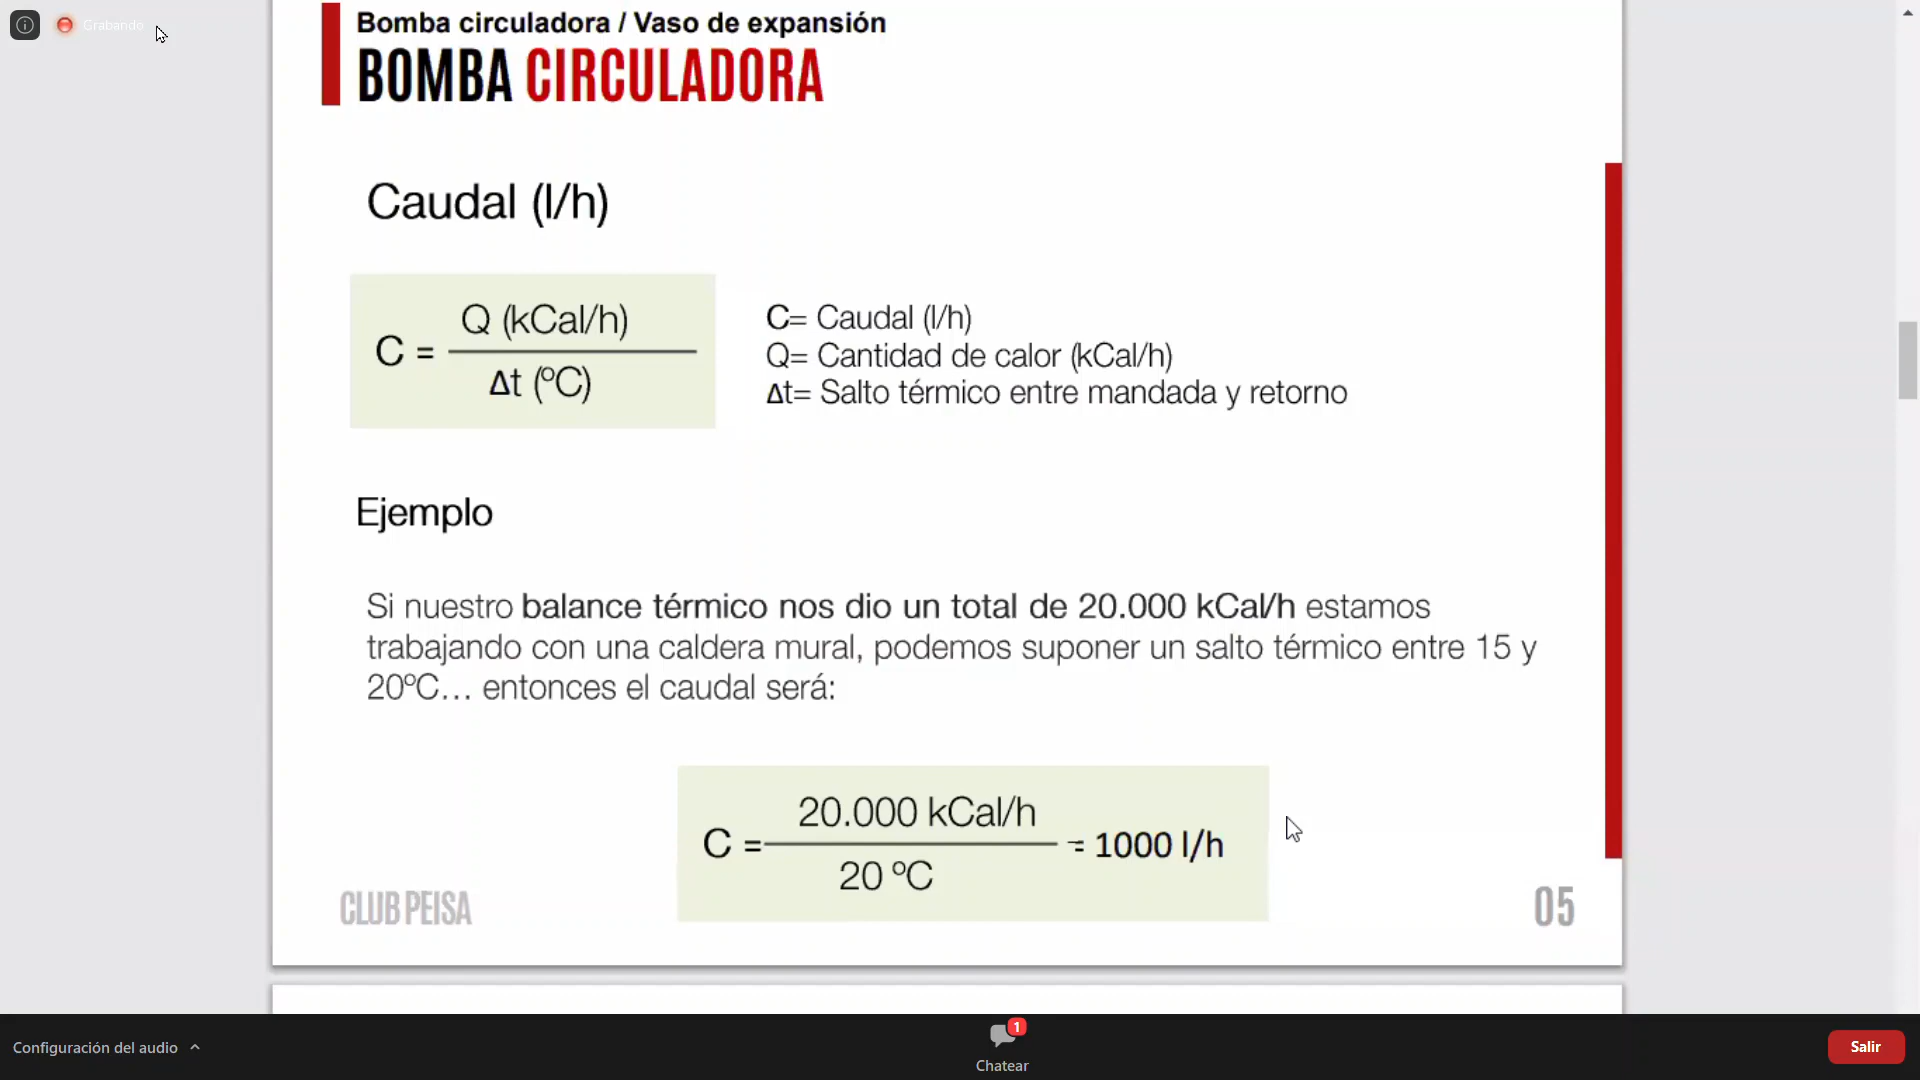 Grabando
Bomba circuladora / Vaso de expansión
BOMBA CIRCULADORA
Caudal (l/h)
C = Q (kCal/h)
Δt (ºC)
C= Caudal (l/h)
Q= Cantidad de calor (kCal/h)
Δt= Salto térmico entre mandada y retorno
Ejemplo
Si nuestro balance térmico nos dio un total de 20.000 kCal/h estamos
trabajando con una caldera mural, podemos suponer un salto térmico entre 15 y
20ºC... entonces el caudal será:
C = 20.000 kCal/h = 1000 l/h
20 ºC
CLUB PEISA
05
Configuración del audio
1
Chatear
Salir